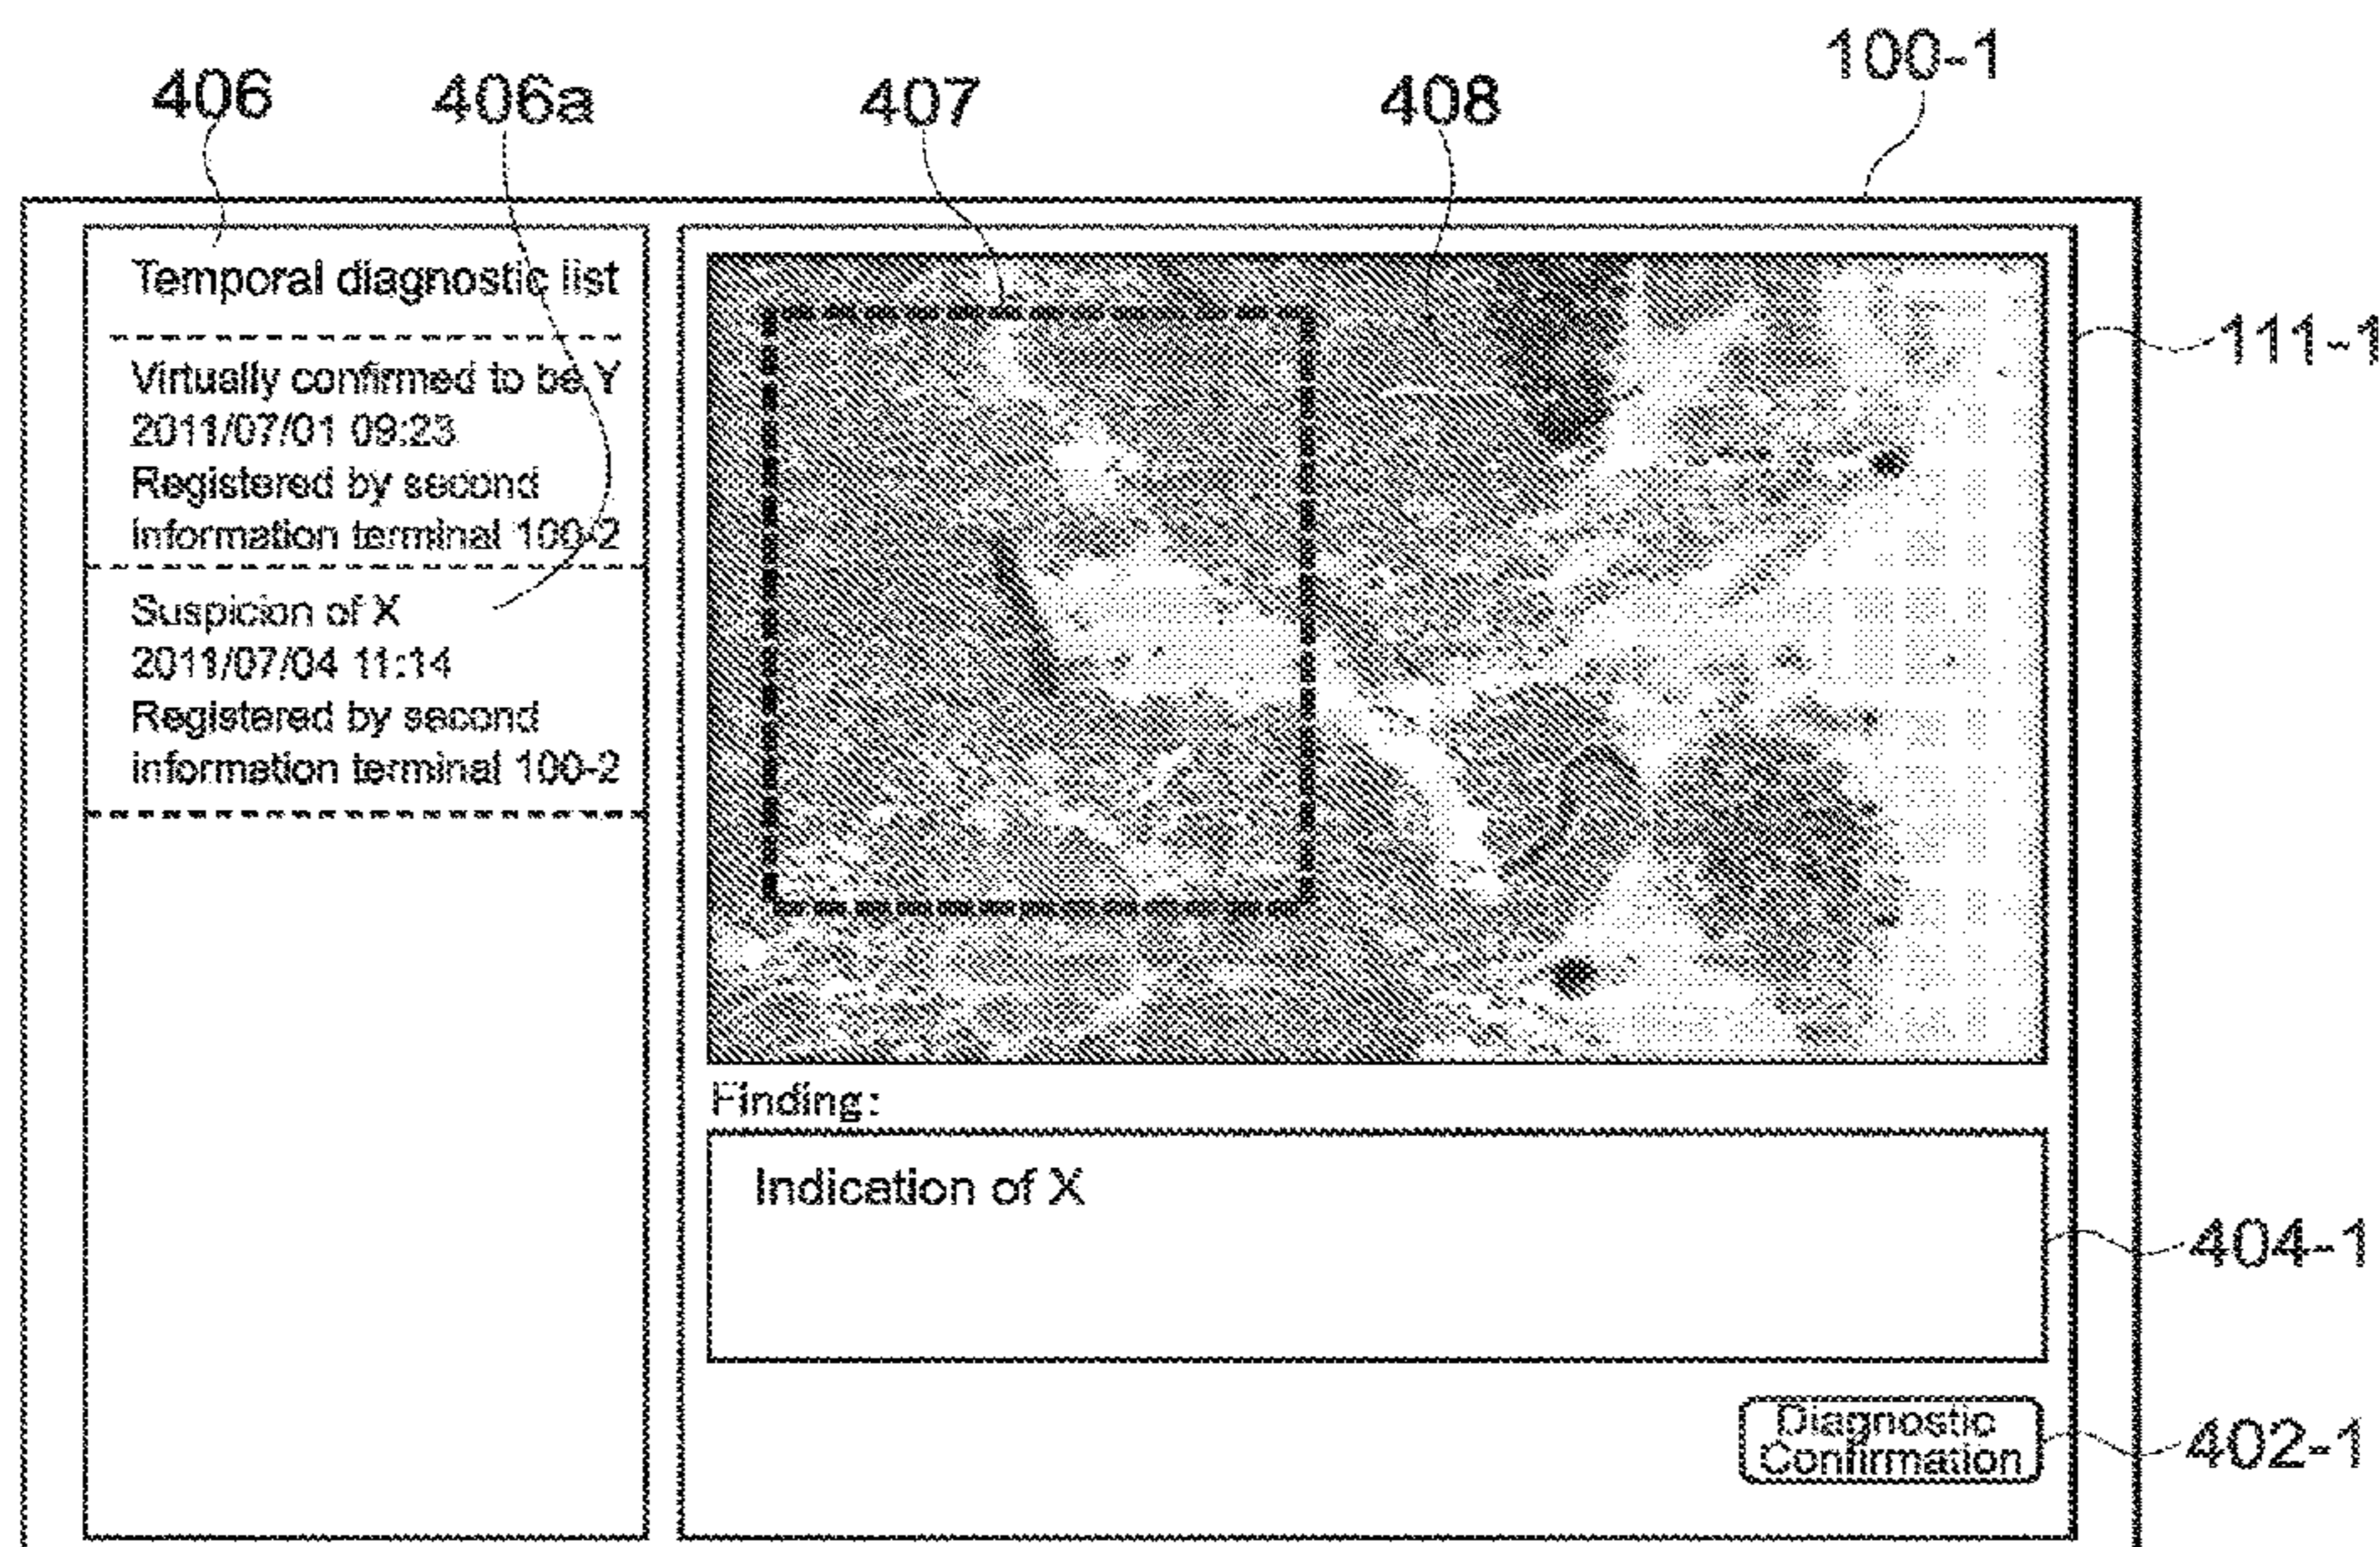 100-1
406
406a
407
408
Temporal diagnostic list
Virtually confirmed to be Y
2011/07/01 09:23
Registered by second
information terminal 100-2
Suspicion of X
2011/07/04 11:14
Registered by second
information terminal 100-2
111-1
Finding:
Indication of X
404-1
Diagnostic
Confirmation
402-1